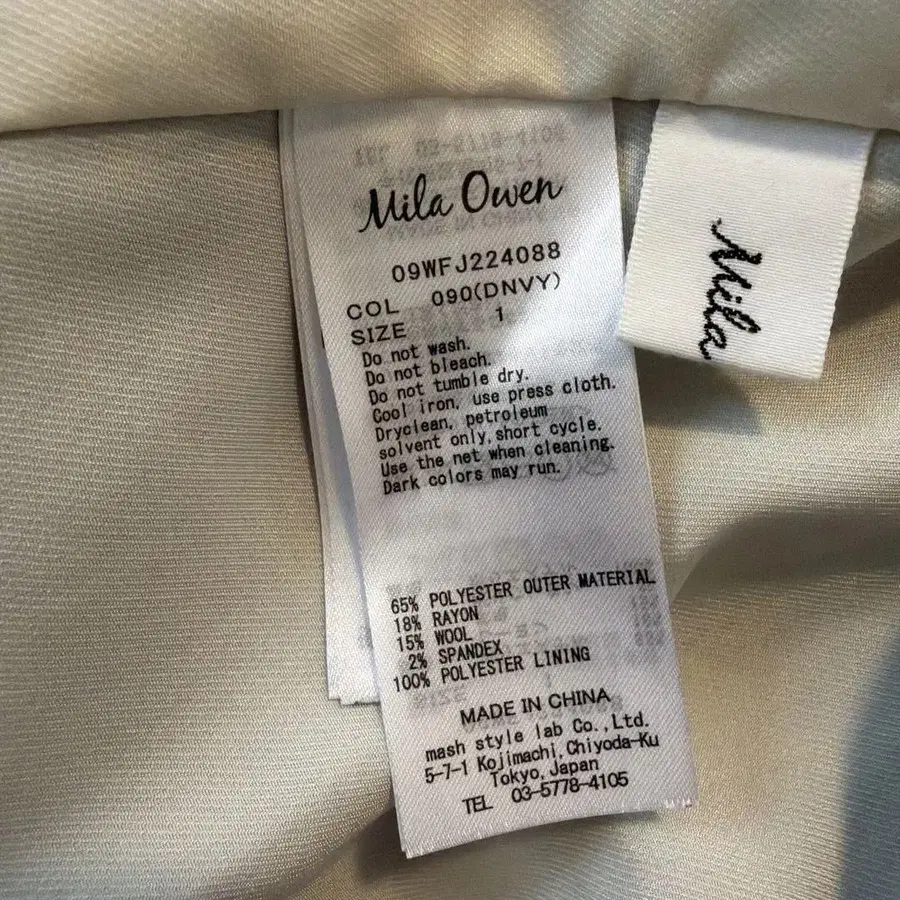 Mila Owen
09WFJ224088
COL 090(DNVY)
SIZE 1
Do not wash.
Do not bleach.
Do not tumble dry.
Cool iron, use press cloth.
Dryclean, petroleum
solvent only, short cycle.
Use the net when cleaning.
Dark colors may run.
65% POLYESTER OUTER MATERIAL
18% RAYON
15% WOOL
2% SPANDEX
100% POLYESTER LINING
MADE IN CHINA
mash style lab Co.,Ltd.
5-7-1 Kojimachi,Chiyoda-Ku
Tokyo,Japan
TEL 03-5778-4105
Mila